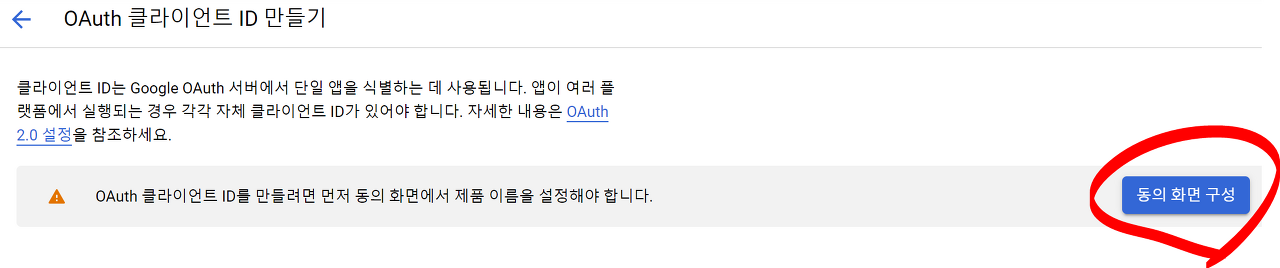 OAuth 클라이언트 ID 만들기
클라이언트 ID는 Google OAuth 서버에서 단일 앱을 식별하는 데 사용됩니다. 앱이 여러 플
랫폼에서 실행되는 경우 각각 자체 클라이언트 ID가 있어야 합니다. 자세한 내용은 OAuth
2.0 설정을 참조하세요.
OAuth 클라이언트 ID를 만들려면 먼저 동의 화면에서 제품 이름을 설정해야 합니다.
동의 화면 구성